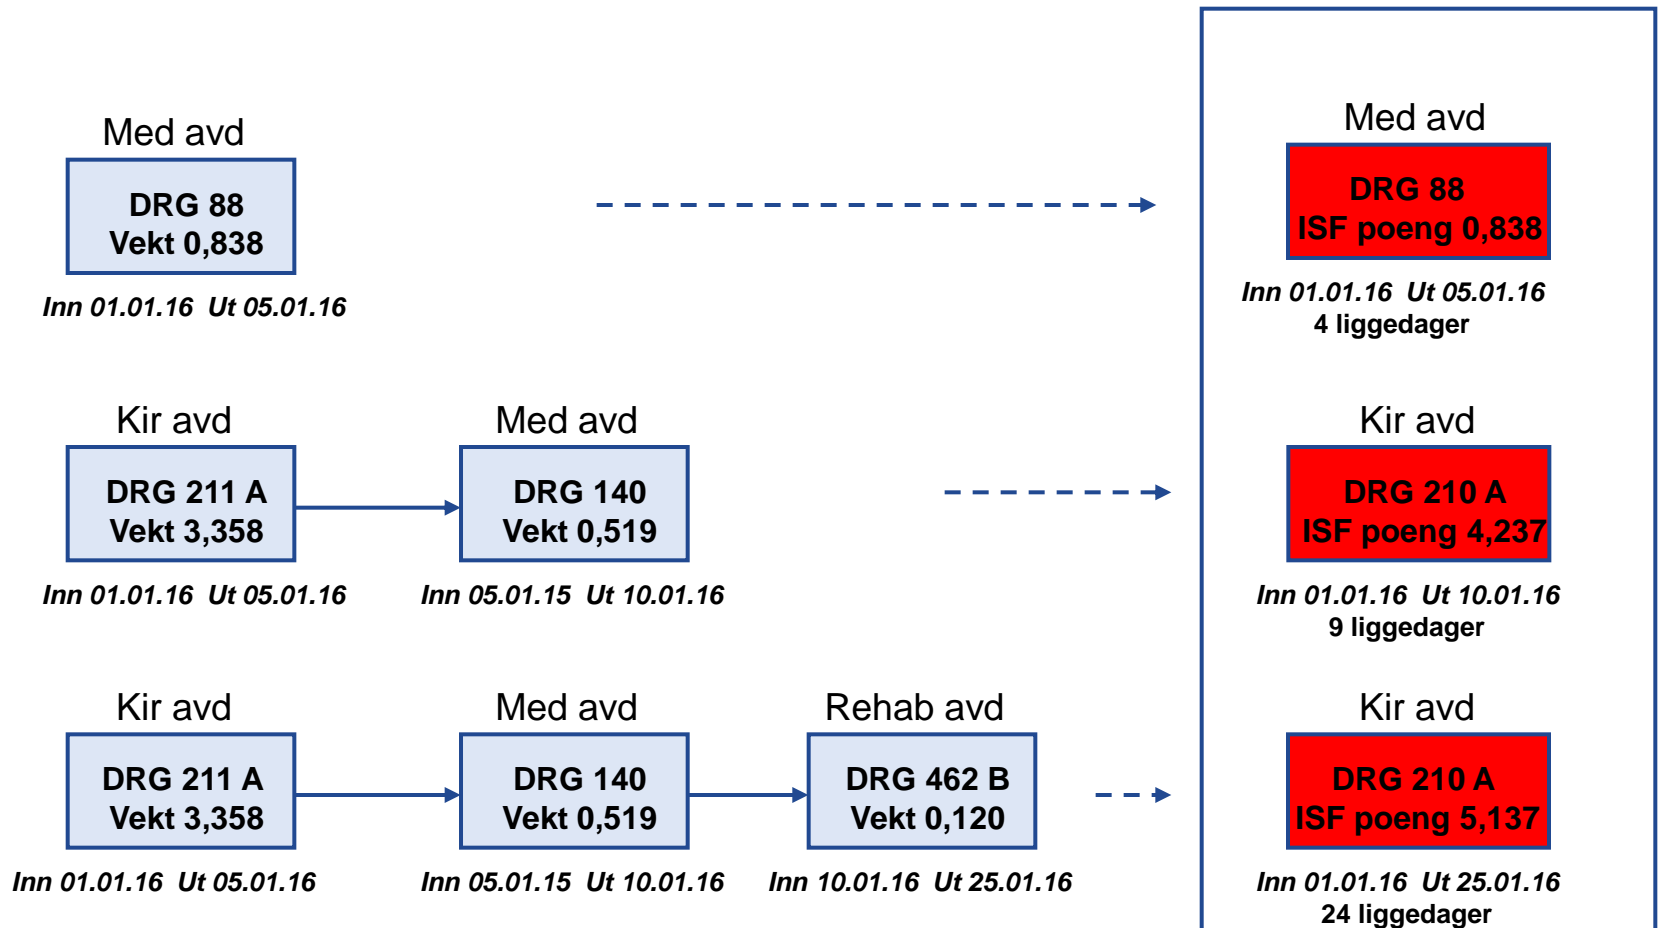 Med avd
DRG 88
Vekt 0,838
Inn 01.01.16 Ut 05.01.16
Med avd
DRG 88
ISF poeng 0,838
Inn 01.01.16 Ut 05.01.16
4 liggedager
Kir avd
DRG 211 A
Vekt 3,358
Inn 01.01.16 Ut 05.01.16
Med avd
DRG 140
Vekt 0,519
Inn 05.01.15 Ut 10.01.16
Kir avd
DRG 210 A
ISF poeng 4,237
Inn 01.01.16 Ut 10.01.16
9 liggedager
Kir avd
DRG 211 A
Vekt 3,358
Inn 01.01.16 Ut 05.01.16
Med avd
DRG 140
Vekt 0,519
Inn 05.01.15 Ut 10.01.16
Rehab avd
DRG 462 B
Vekt 0,120
Inn 10.01.16 Ut 25.01.16
Kir avd
DRG 210 A
ISF poeng 5,137
Inn 01.01.16 Ut 25.01.16
24 liggedager